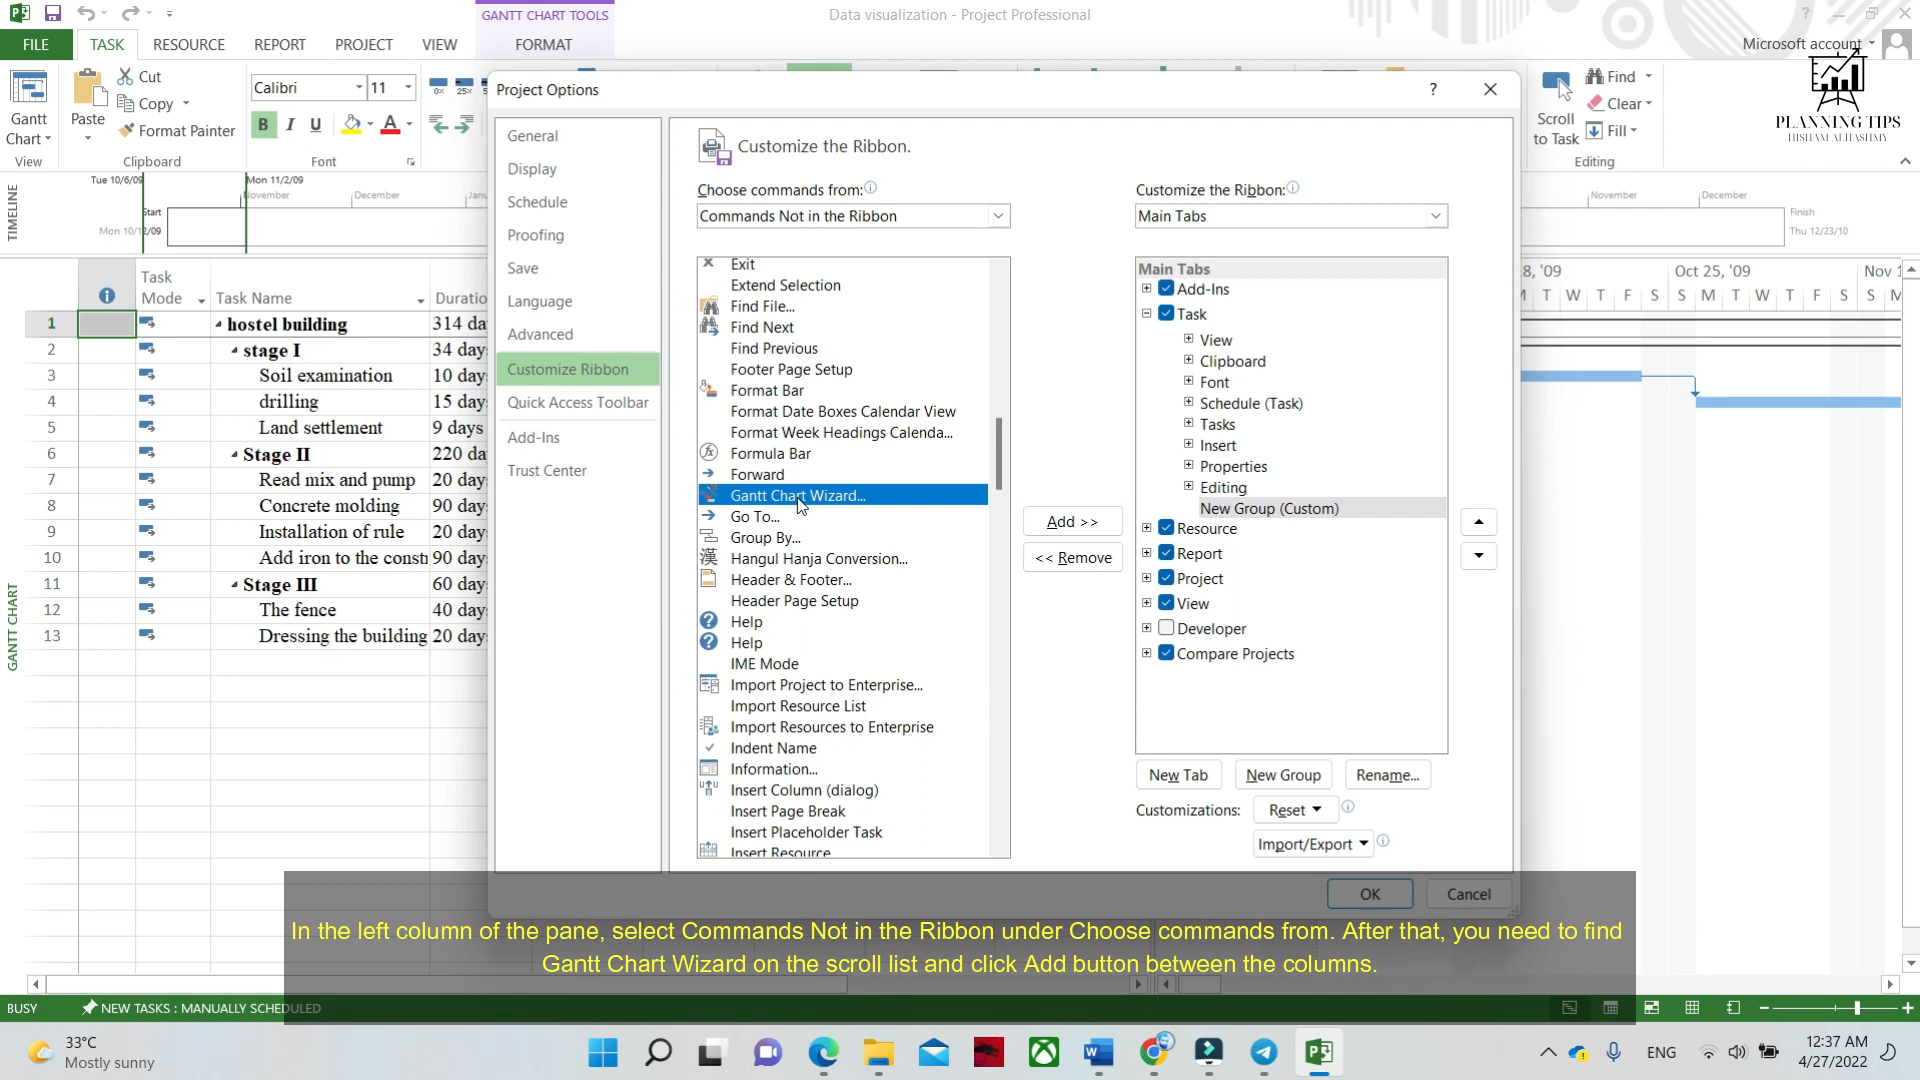 GANTT CHART TOOLS
Data visualization - Project Professional
FILE
TASK
RESOURCE
REPORT
PROJECT
VIEW
FORMAT
Microsoft account
Gantt
Chart
View
Paste
Cut
Copy
Format Painter
Clipboard
Calibri
11
B I U A
Font
0%
25%
Scroll
to Task
Find
Clear
Fill
Editing
PLANNING TIPS
HISHAM ALHASHMY
TIMELINE
Tue 10/6/09
Mon 11/2/09
November
December
Start
November
December
Finish
Thu 12/23/10
Project Options
?
General
Display
Schedule
Proofing
Save
Language
Advanced
Customize Ribbon
Quick Access Toolbar
Add-Ins
Trust Center
Customize the Ribbon.
Choose commands from:
Commands Not in the Ribbon
Exit
Extend Selection
Find File...
Find Next
Find Previous
Footer Page Setup
Format Bar
Format Date Boxes Calendar View
Format Week Headings Calenda...
Formula Bar
Forward
Gantt Chart Wizard...
Go To...
Group By...
漢 Hangul Hanja Conversion...
Header & Footer...
Header Page Setup
Help
Help
IME Mode
Import Project to Enterprise...
Import Resource List
Import Resources to Enterprise
Indent Name
Information...
Insert Column (dialog)
Insert Page Break
Insert Placeholder Task
Insert Resource
Add >>
<< Remove
Customize the Ribbon:
Main Tabs
Main Tabs
Add-Ins
Task
View
Clipboard
Font
Schedule (Task)
Tasks
Insert
Properties
Editing
New Group (Custom)
Resource
Report
Project
View
Developer
Compare Projects
New Tab
New Group
Rename...
Customizations:
Reset
Import/Export
OK
Cancel
Task
Mode
Task Name
Duratio
1 hostel building 314 da
2 stage I 34 day
3 Soil examination 10 day
4 drilling 15 day
5 Land settlement 9 days
6 Stage II 220 da
7 Read mix and pump 20 day
8 Concrete molding 90 day
9 Installation of rule 20 day
10 Add iron to the constr 90 day
11 Stage III 60 day
12 The fence 40 day
13 Dressing the building 20 day
GANTT CHART
8, '09
Oct 25, '09
Nov 1
T W T F S S M T W T F S S M
In the left column of the pane, select Commands Not in the Ribbon under Choose commands from. After that, you need to find
Gantt Chart Wizard on the scroll list and click Add button between the columns.
BUSY
NEW TASKS : MANUALLY SCHEDULED
33°C
Mostly sunny
ENG
12:37 AM
4/27/2022